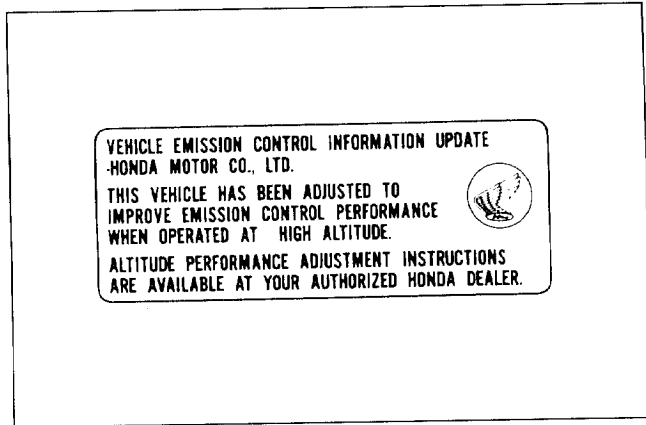 VEHICLE EMISSION CONTROL INFORMATION UPDATE
-HONDA MOTOR CO., LTD.
THIS VEHICLE HAS BEEN ADJUSTED TO
IMPROVE EMISSION CONTROL PERFORMANCE
WHEN OPERATED AT HIGH ALTITUDE.
ALTITUDE PERFORMANCE ADJUSTMENT INSTRUCTIONS
ARE AVAILABLE AT YOUR AUTHORIZED HONDA DEALER.